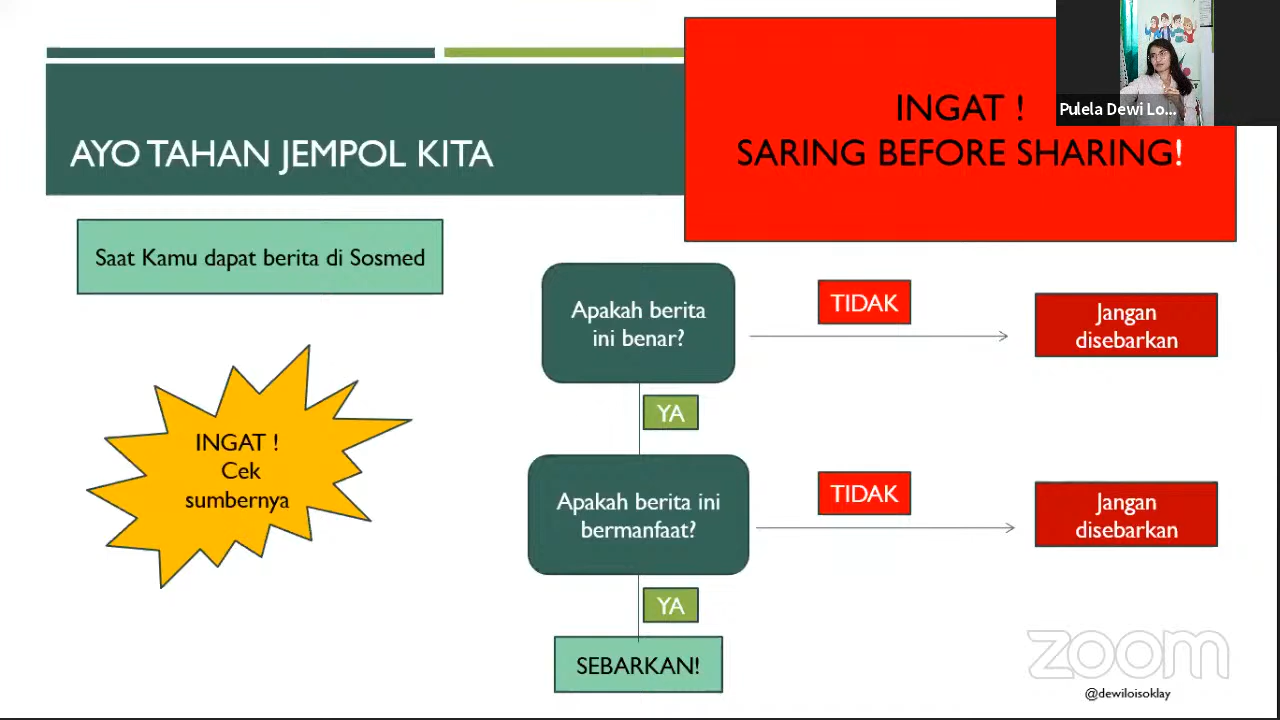 AYO TAHAN JEMPOL KITA
INGAT !
SARING BEFORE SHARING!
Pulela Dewi Lo...
Saat Kamu dapat berita di Sosmed
INGAT !
Cek
sumbernya
Apakah berita
ini benar?
TIDAK
Jangan
disebarkan
YA
Apakah berita ini
bermanfaat?
TIDAK
Jangan
disebarkan
YA
SEBARKAN!
zoom
@dewiloisoklay